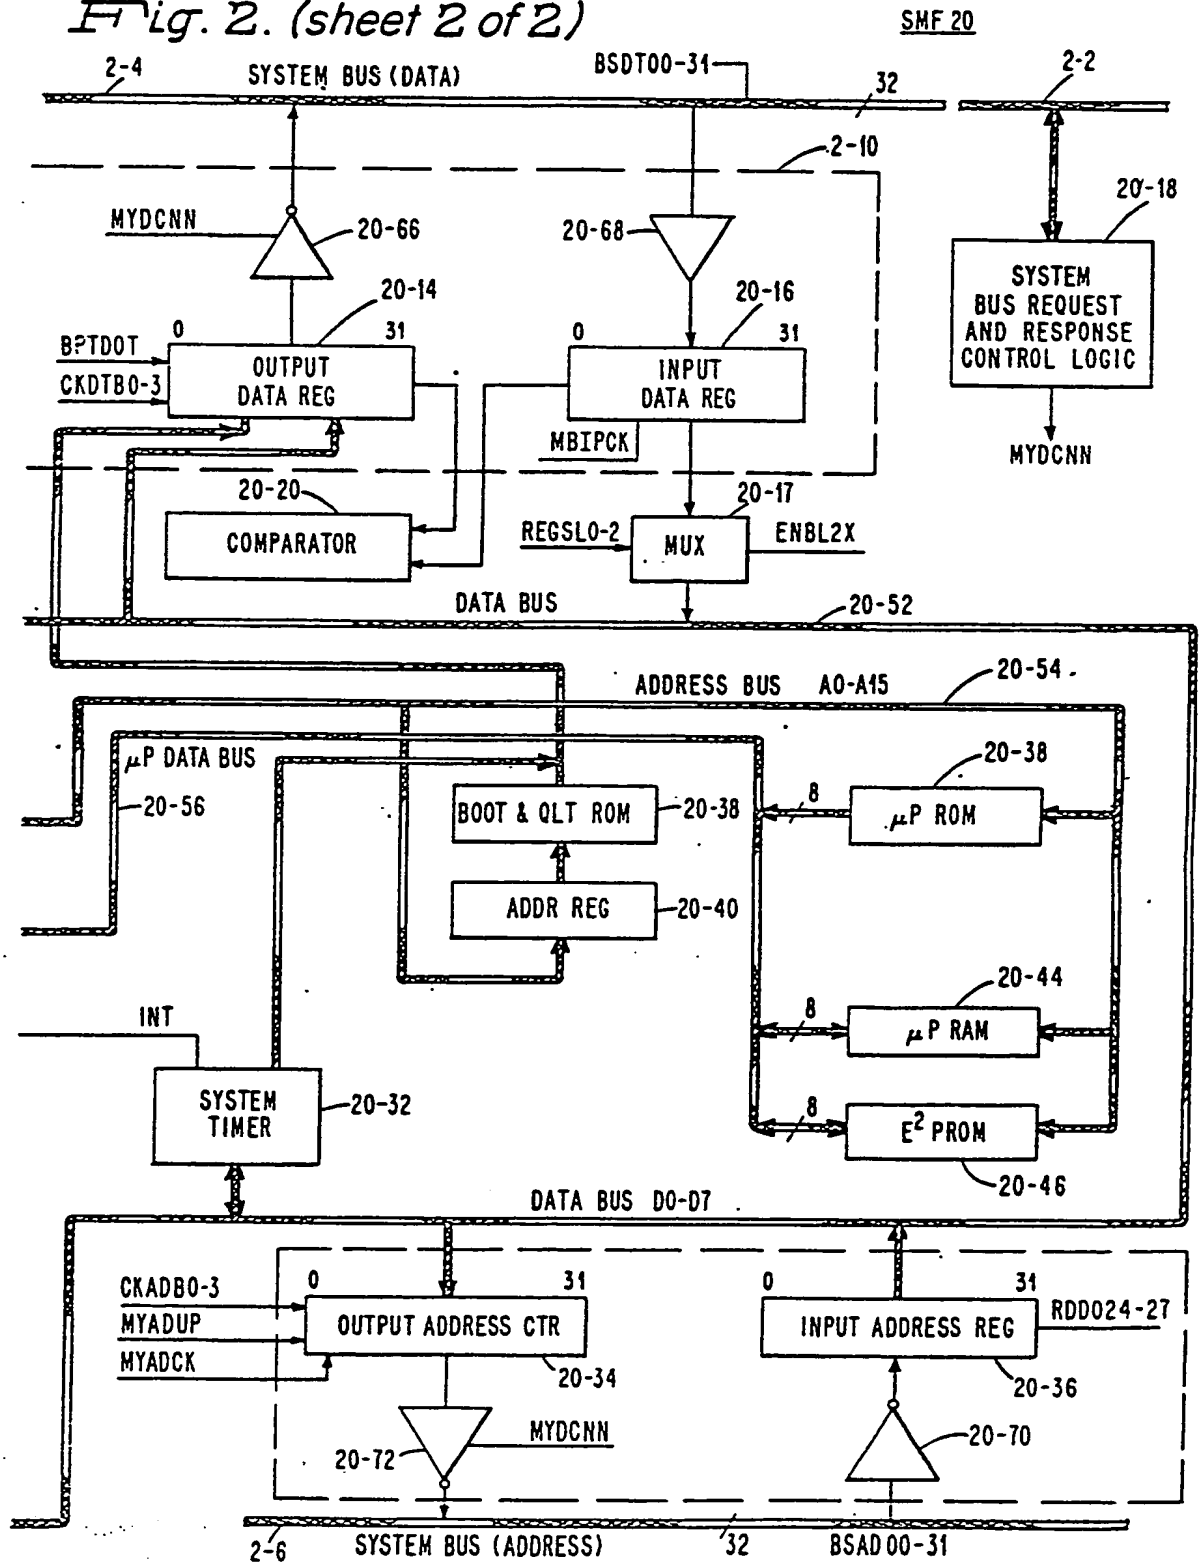 Fig. 2. (sheet 2 of 2)
SMF 20
2-4
SYSTEM BUS (DATA)
BSDT00-31
32
2-2
2-10
20-18
MYDCNN
20-66
20-68
SYSTEM
BUS REQUEST
AND RESPONSE
CONTROL LOGIC
20-14
20-16
0
31
0
31
BPTDOT
CKDTB0-3
OUTPUT
DATA REG
INPUT
DATA REG
MBIPCK
MYDCNN
20-20
20-17
COMPARATOR
REGSL0-2
MUX
ENBL2X
DATA BUS
20-52
ADDRESS BUS A0-A15
20-54
μP DATA BUS
20-56
20-38
BOOT & QLT ROM
20-38
8
μP ROM
ADDR REG
20-40
20-44
INT
8
μP RAM
SYSTEM
TIMER
20-32
8
E² PROM
20-46
DATA BUS D0-D7
0
31
0
31
CKADB0-3
MYADUP
MYADCK
OUTPUT ADDRESS CTR
INPUT ADDRESS REG
RDD024-27
20-34
20-36
MYDCNN
20-72
20-70
2-6
SYSTEM BUS (ADDRESS)
32
BSAD00-31